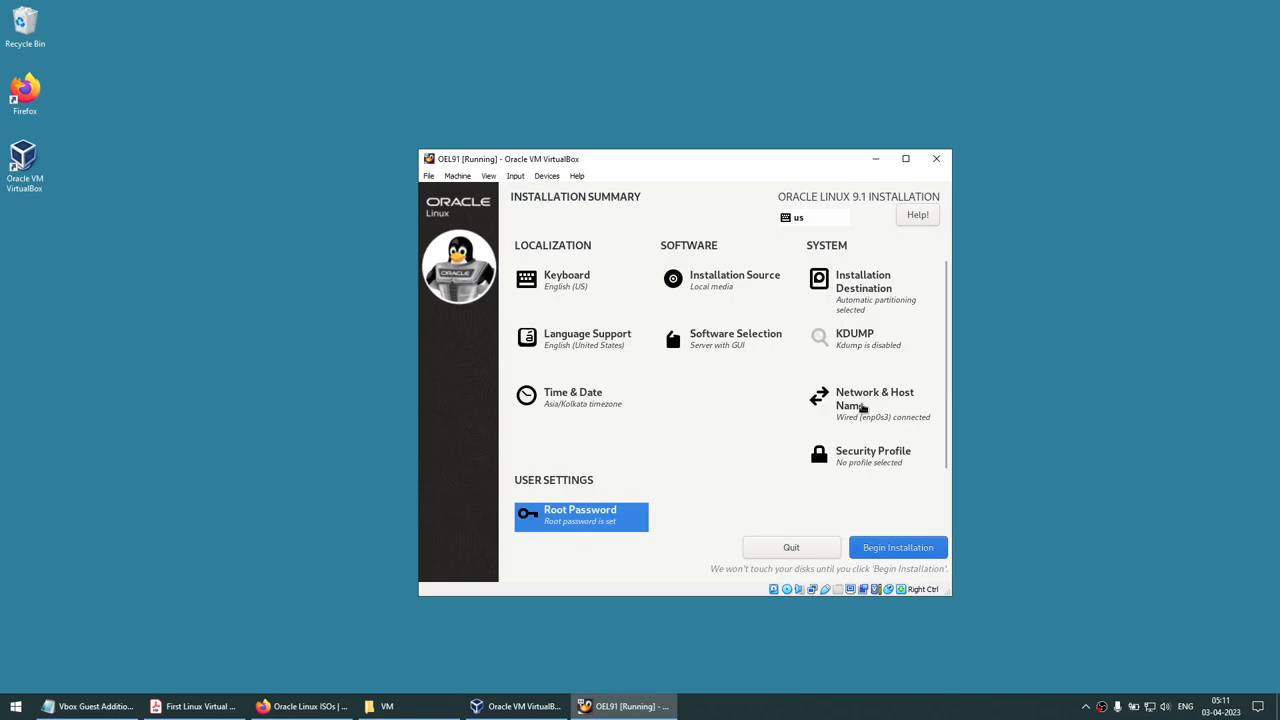 Recycle Bin
Firefox
Oracle VM
VirtualBox
OEL91 [Running] - Oracle VM VirtualBox
File Machine View Input Devices Help
ORACLE
Linux
ORACLE
INSTALLATION SUMMARY
ORACLE LINUX 9.1 INSTALLATION
us
Help!
LOCALIZATION
Keyboard
English (US)
Language Support
English (United States)
Time & Date
Asia/Kolkata timezone
SOFTWARE
Installation Source
Local media
Software Selection
Server with GUI
SYSTEM
Installation
Destination
Automatic partitioning
selected
KDUMP
Kdump is disabled
Network & Host
Name
Wired (enp0s3) connected
Security Profile
No profile selected
USER SETTINGS
Root Password
Root password is set
Quit
Begin Installation
We won't touch your disks until you click 'Begin Installation'.
Right Ctrl
Vbox Guest Additio...
First Linux Virtual ...
Oracle Linux ISOs | ...
VM
Oracle VM VirtualB...
OEL91 [Running] - ...
ENG
05:11
03-04-2023